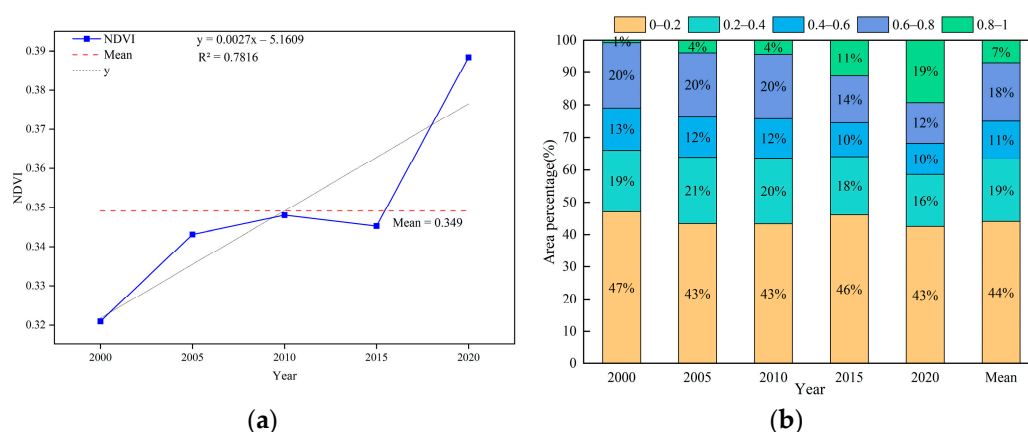 NDVI
Mean
y
y = 0.0027x – 5.1609
R² = 0.7816
0.39
0.38
0.37
0.36
0.35
0.34
0.33
0.32
NDVI
Mean = 0.349
2000 2005 2010 2015 2020
Year
(a)
0–0.2 0.2–0.4 0.4–0.6 0.6–0.8 0.8–1
100
90
80
70
60
50
40
30
20
10
0
Area percentage(%)
1% 4% 4% 11% 19% 7%
20% 20% 20% 14% 12% 18%
13% 12% 12% 10% 10% 11%
19% 21% 20% 18% 16% 19%
47% 43% 43% 46% 43% 44%
2000 2005 2010 2015 2020 Mean
Year
(b)